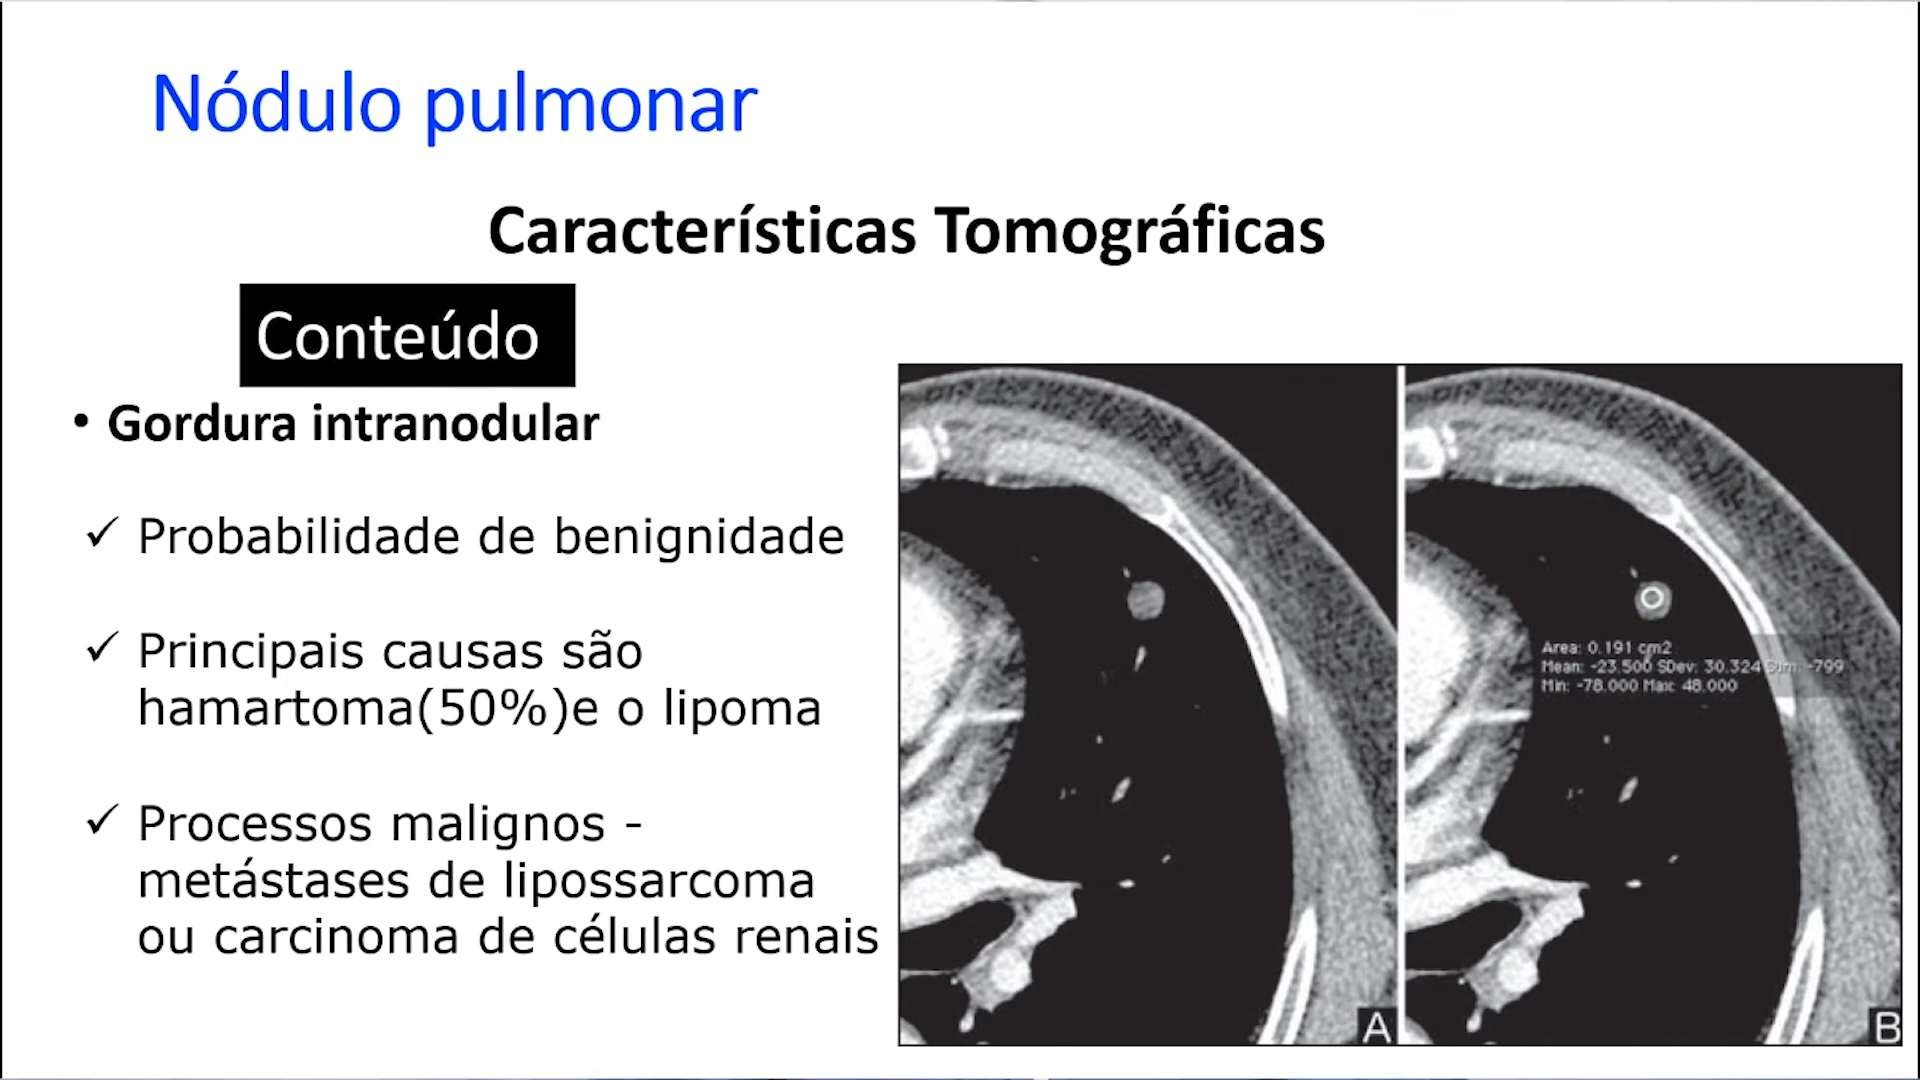 Nódulo pulmonar
Características Tomográficas
Conteúdo
• Gordura intranodular
✓ Probabilidade de benignidade
✓ Principais causas são
hamartoma(50%)e o lipoma
✓ Processos malignos -
metástases de lipossarcoma
ou carcinoma de células renais
Area: 0.191 cm2
Mean: -23.500 SDev: 30.324 Sum: -799
Min: -78.000 Max: 48.000
A
B